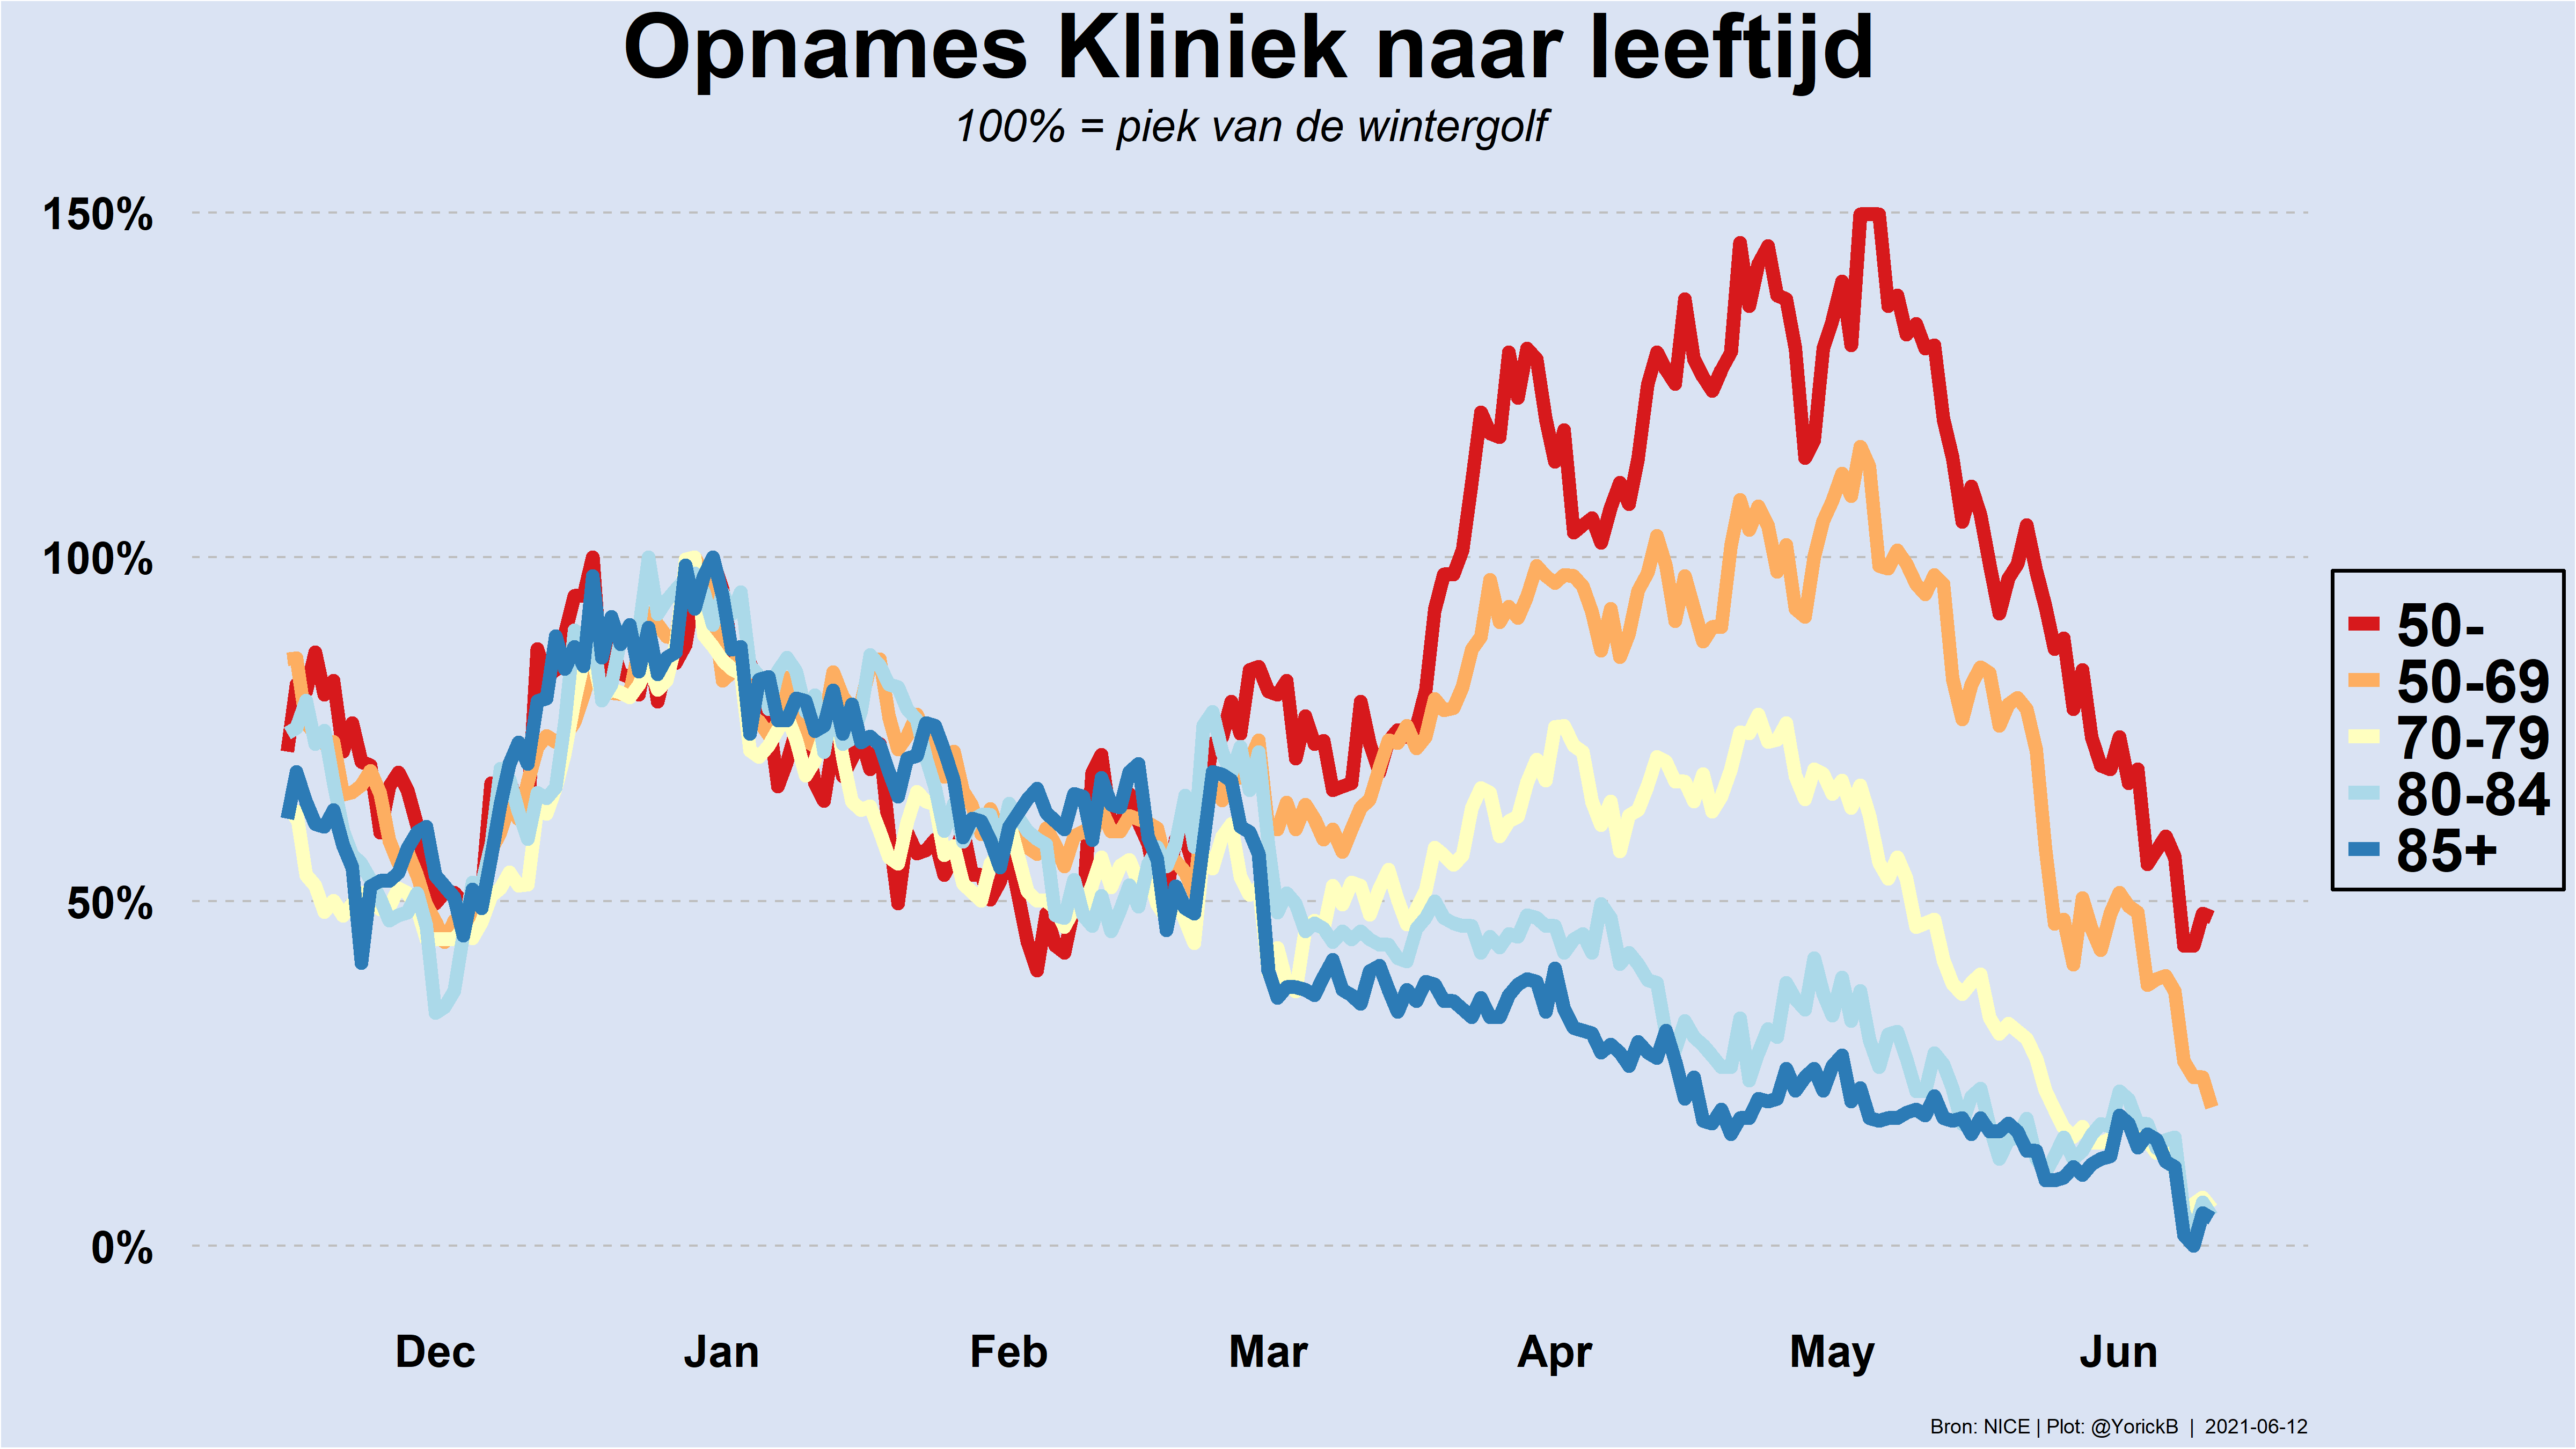 Opnames Kliniek naar leeftijd
100% = piek van de wintergolf
150%
100%
50%
0%
50-
50-69
70-79
80-84
85+
Dec Jan Feb Mar Apr May Jun
Bron: NICE | Plot: @YorickB | 2021-06-12